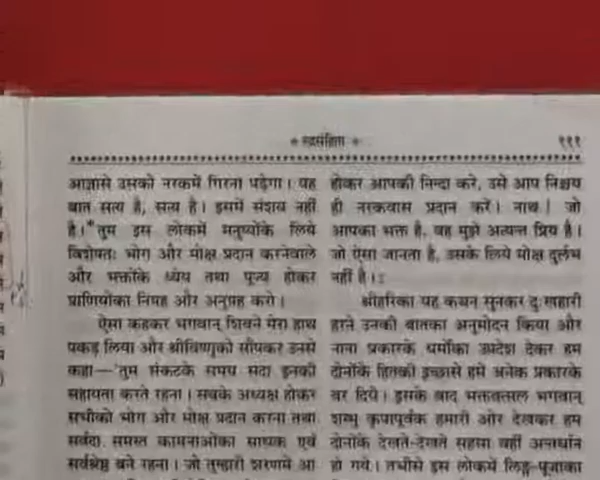 * रुद्रसंहिता *
१११
आज्ञासे उसको नरकमें गिरना पड़ेगा। यह
बात सत्य है, सत्य है। इसमें संशय नहीं
है।* तुम इस लोकमें मनुष्योंके लिये
विशेषतः भोग और मोक्ष प्रदान करनेवाले
और भक्तोंके ध्येय तथा पूज्य होकर
प्राणियोंका निग्रह और अनुग्रह करो।
ऐसा कहकर भगवान् शिवने मेरा हाथ
पकड़ लिया और श्रीविष्णुको सौंपकर उनसे
कहा—'तुम संकटके समय सदा इनकी
सहायता करते रहना। सबके अध्यक्ष होकर
सभीको भोग और मोक्ष प्रदान करना तथा
सर्वदा समस्त कामनाओंका साधक एवं
सर्वश्रेष्ठ बने रहना। जो तुम्हारी शरणमें आ
होकर आपकी निन्दा करे, उसे आप निश्चय
ही नरकवास प्रदान करें। नाथ! जो
आपका भक्त है, वह मुझे अत्यन्त प्रिय है।
जो ऐसा जानता है, उसके लिये मोक्ष दुर्लभ
नहीं है।
श्रीहरिका यह कथन सुनकर दुःखहारी
हरने उनकी बातका अनुमोदन किया और
नाना प्रकारके धर्मोंका उपदेश देकर हम
दोनोंके हितकी इच्छासे हमें अनेक प्रकारके
वर दिये। इसके बाद भक्तवत्सल भगवान्
शम्भु कृपापूर्वक हमारी ओर देखकर हम
दोनोंके देखते-देखते सहसा वहीं अन्तर्धान
हो गये। तभीसे इस लोकमें लिङ्ग-पूजाका